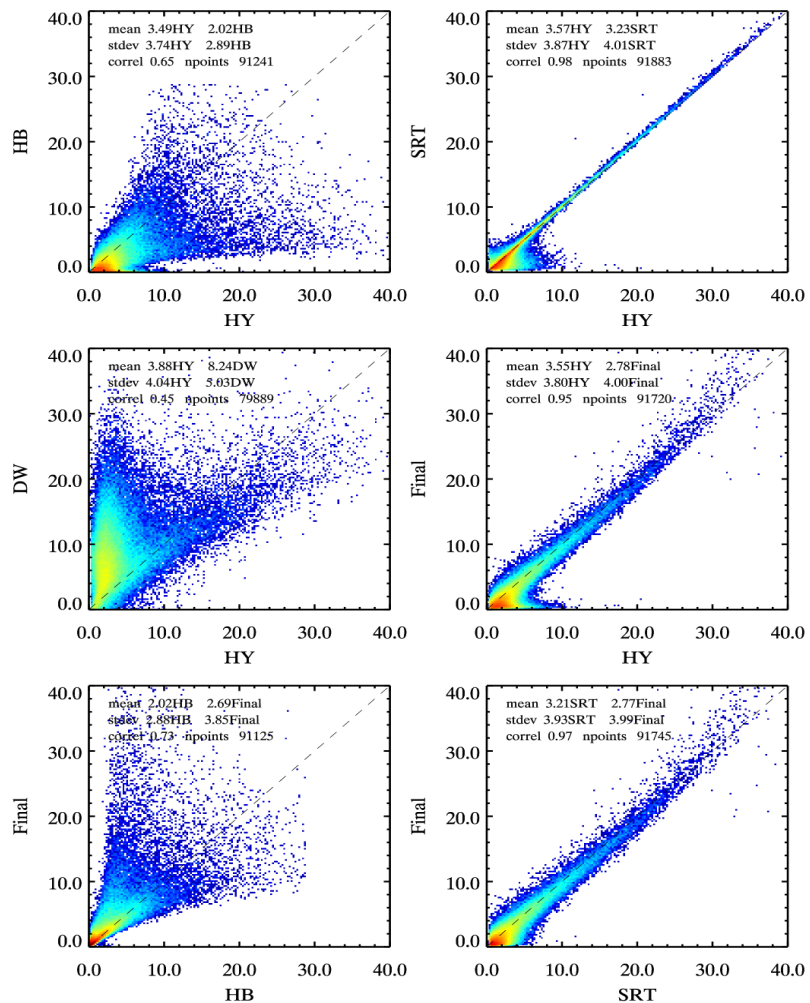 mean 3.49HY 2.02HB
stdev 3.74HY 2.89HB
correl 0.65 npoints 91241
40.0
30.0
20.0
10.0
0.0
HB
0.0 10.0 20.0 30.0 40.0
HY
mean 3.57HY 3.23SRT
stdev 3.87HY 4.01SRT
correl 0.98 npoints 91883
40.0
30.0
20.0
10.0
0.0
SRT
0.0 10.0 20.0 30.0 40.0
HY
mean 3.88HY 8.24DW
stdev 4.04HY 5.03DW
correl 0.45 npoints 79889
40.0
30.0
20.0
10.0
0.0
DW
0.0 10.0 20.0 30.0 40.0
HY
mean 3.55HY 2.78Final
stdev 3.80HY 4.00Final
correl 0.95 npoints 91720
40.0
30.0
20.0
10.0
0.0
Final
0.0 10.0 20.0 30.0 40.0
HY
mean 2.02HB 2.69Final
stdev 2.88HB 3.85Final
correl 0.73 npoints 91125
40.0
30.0
20.0
10.0
0.0
Final
0.0 10.0 20.0 30.0 40.0
HB
mean 3.21SRT 2.77Final
stdev 3.93SRT 3.99Final
correl 0.97 npoints 91745
40.0
30.0
20.0
10.0
0.0
Final
0.0 10.0 20.0 30.0 40.0
SRT